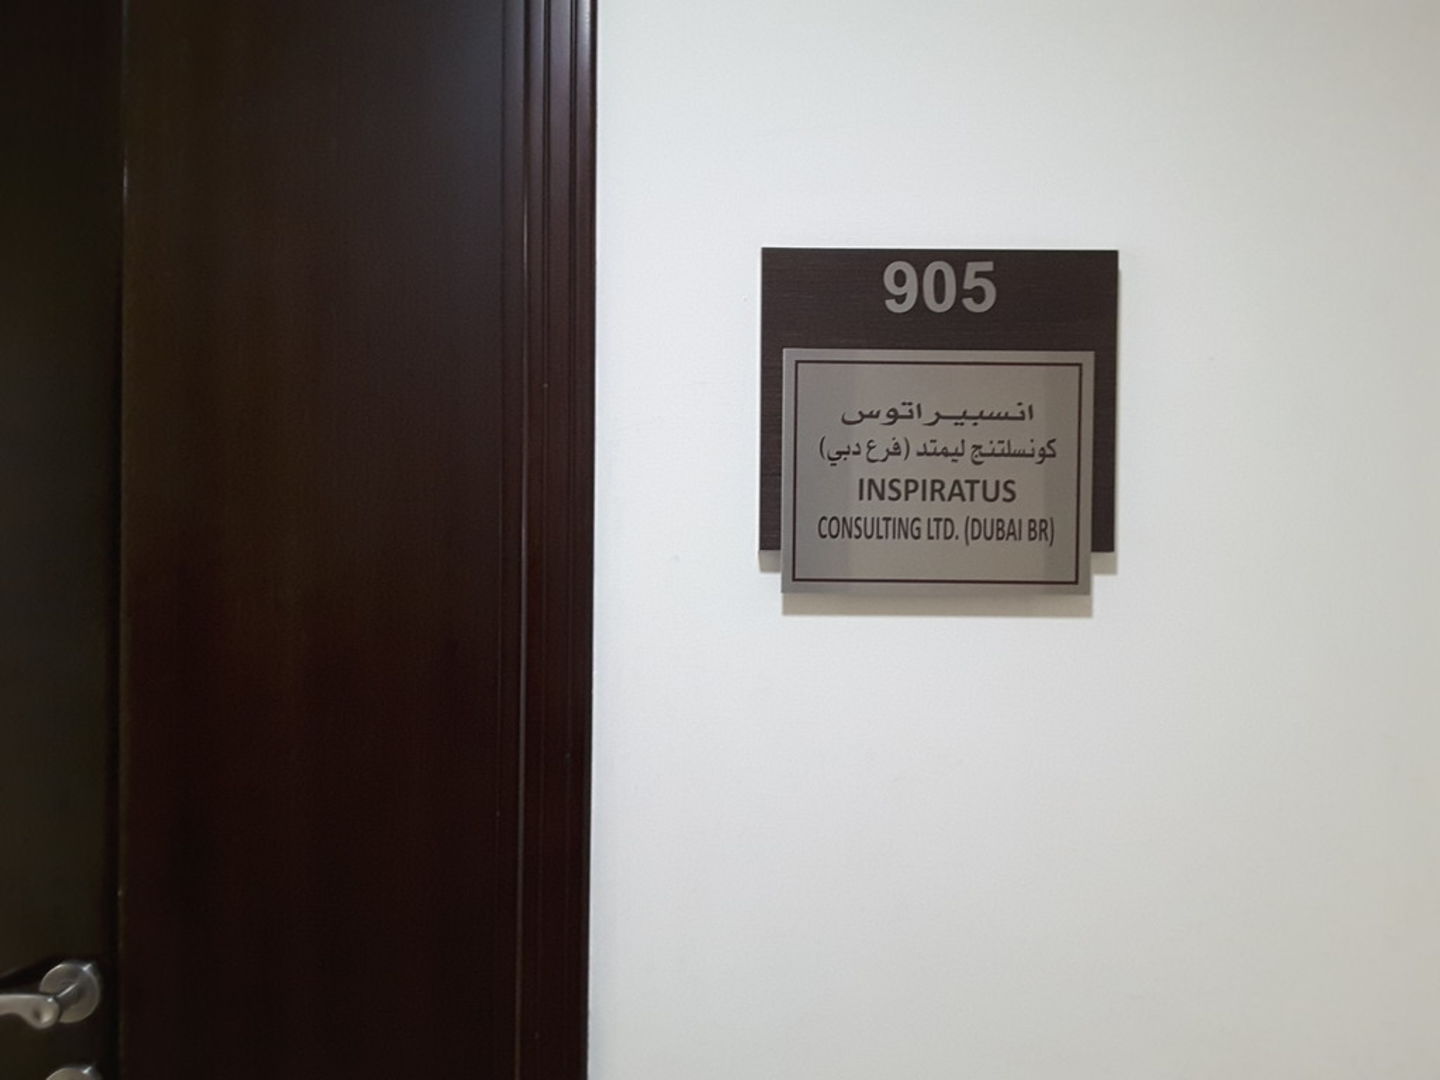 905
انسبيراتوس
كونسلتنج ليمتد (فرع دبي)
INSPIRATUS
CONSULTING LTD. (DUBAI BR)